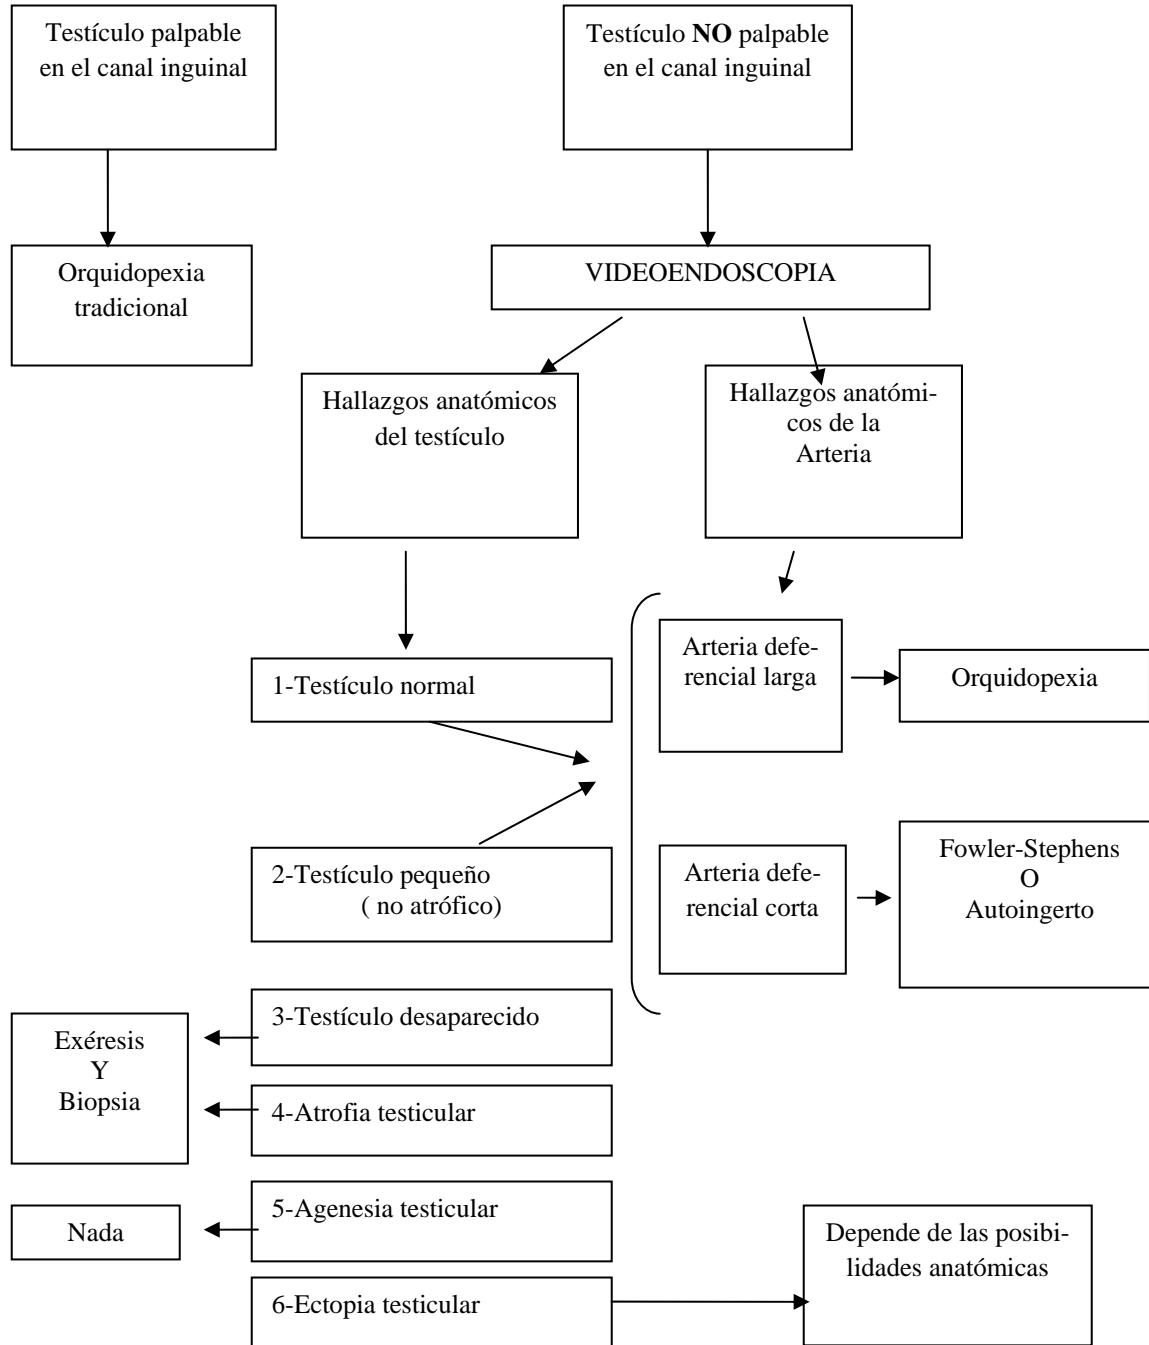 Testículo palpable
en el canal inguinal
Testículo NO palpable
en el canal inguinal
Orquidopexia
tradicional
VIDEOENDOSCOPIA
Hallazgos anatómicos
del testículo
Hallazgos anatómi-
cos de la
Arteria
1-Testículo normal
Arteria defe-
rencial larga
Orquidopexia
2-Testículo pequeño
( no atrófico)
Arteria defe-
rencial corta
Fowler-Stephens
O
Autoingerto
3-Testículo desaparecido
Exéresis
Y
Biopsia
4-Atrofia testicular
5-Agenesia testicular
Nada
6-Ectopia testicular
Depende de las posibi-
lidades anatómicas